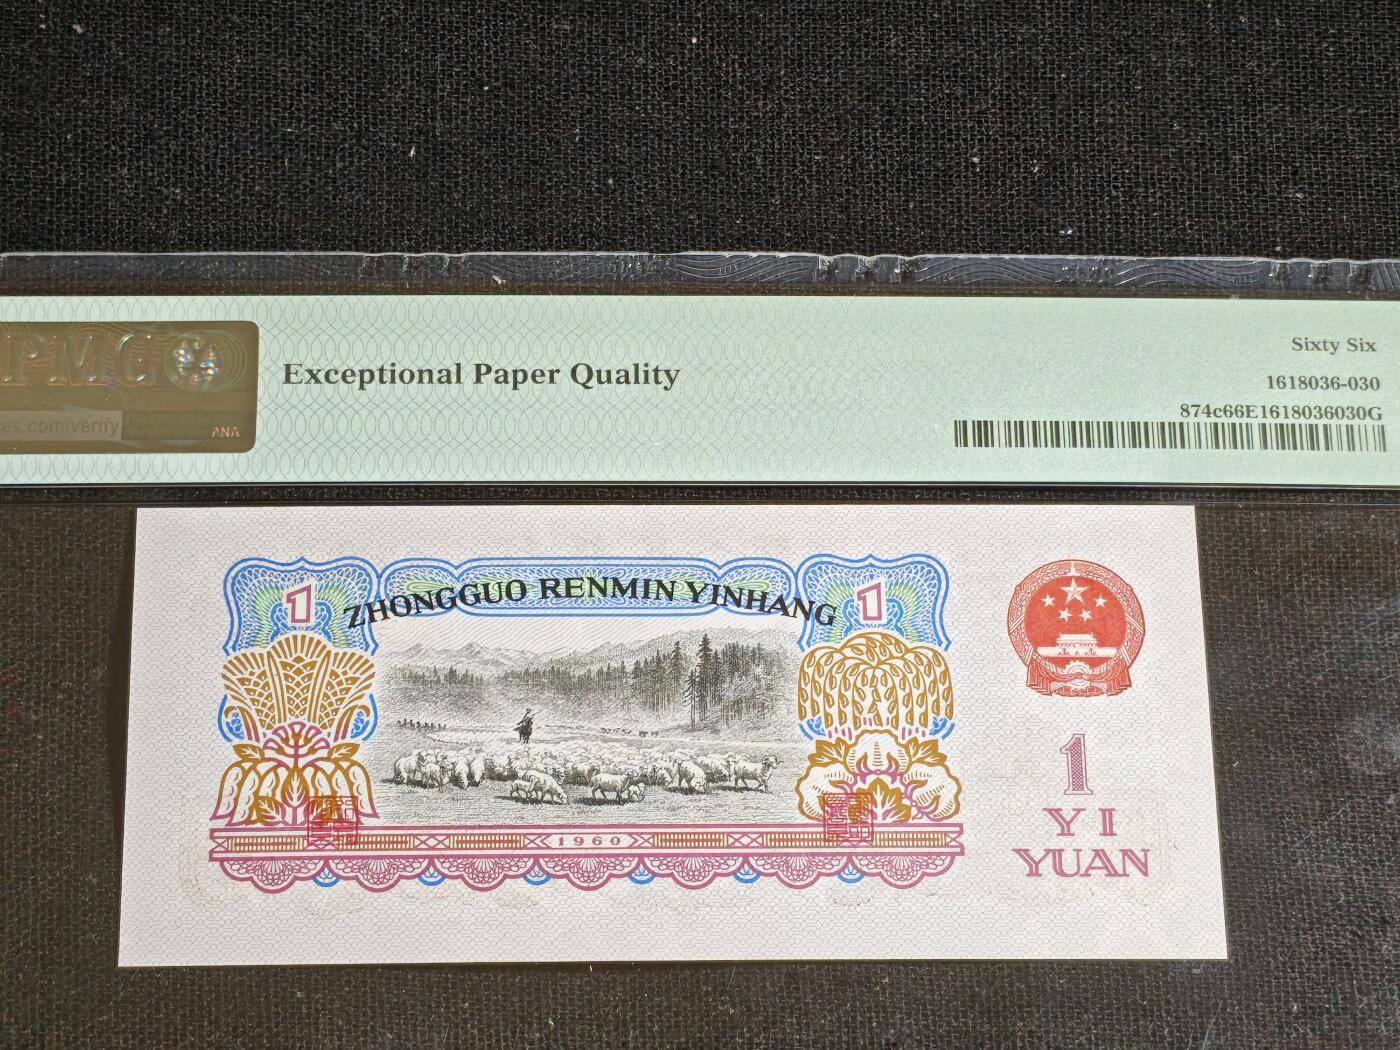 PMG
Exceptional Paper Quality
es.com/verify
ANA
Sixty Six
1618036-030
874c66E1618036030G
1
ZHONGGUO RENMIN YINHANG
1
1960
1
YI
YUAN